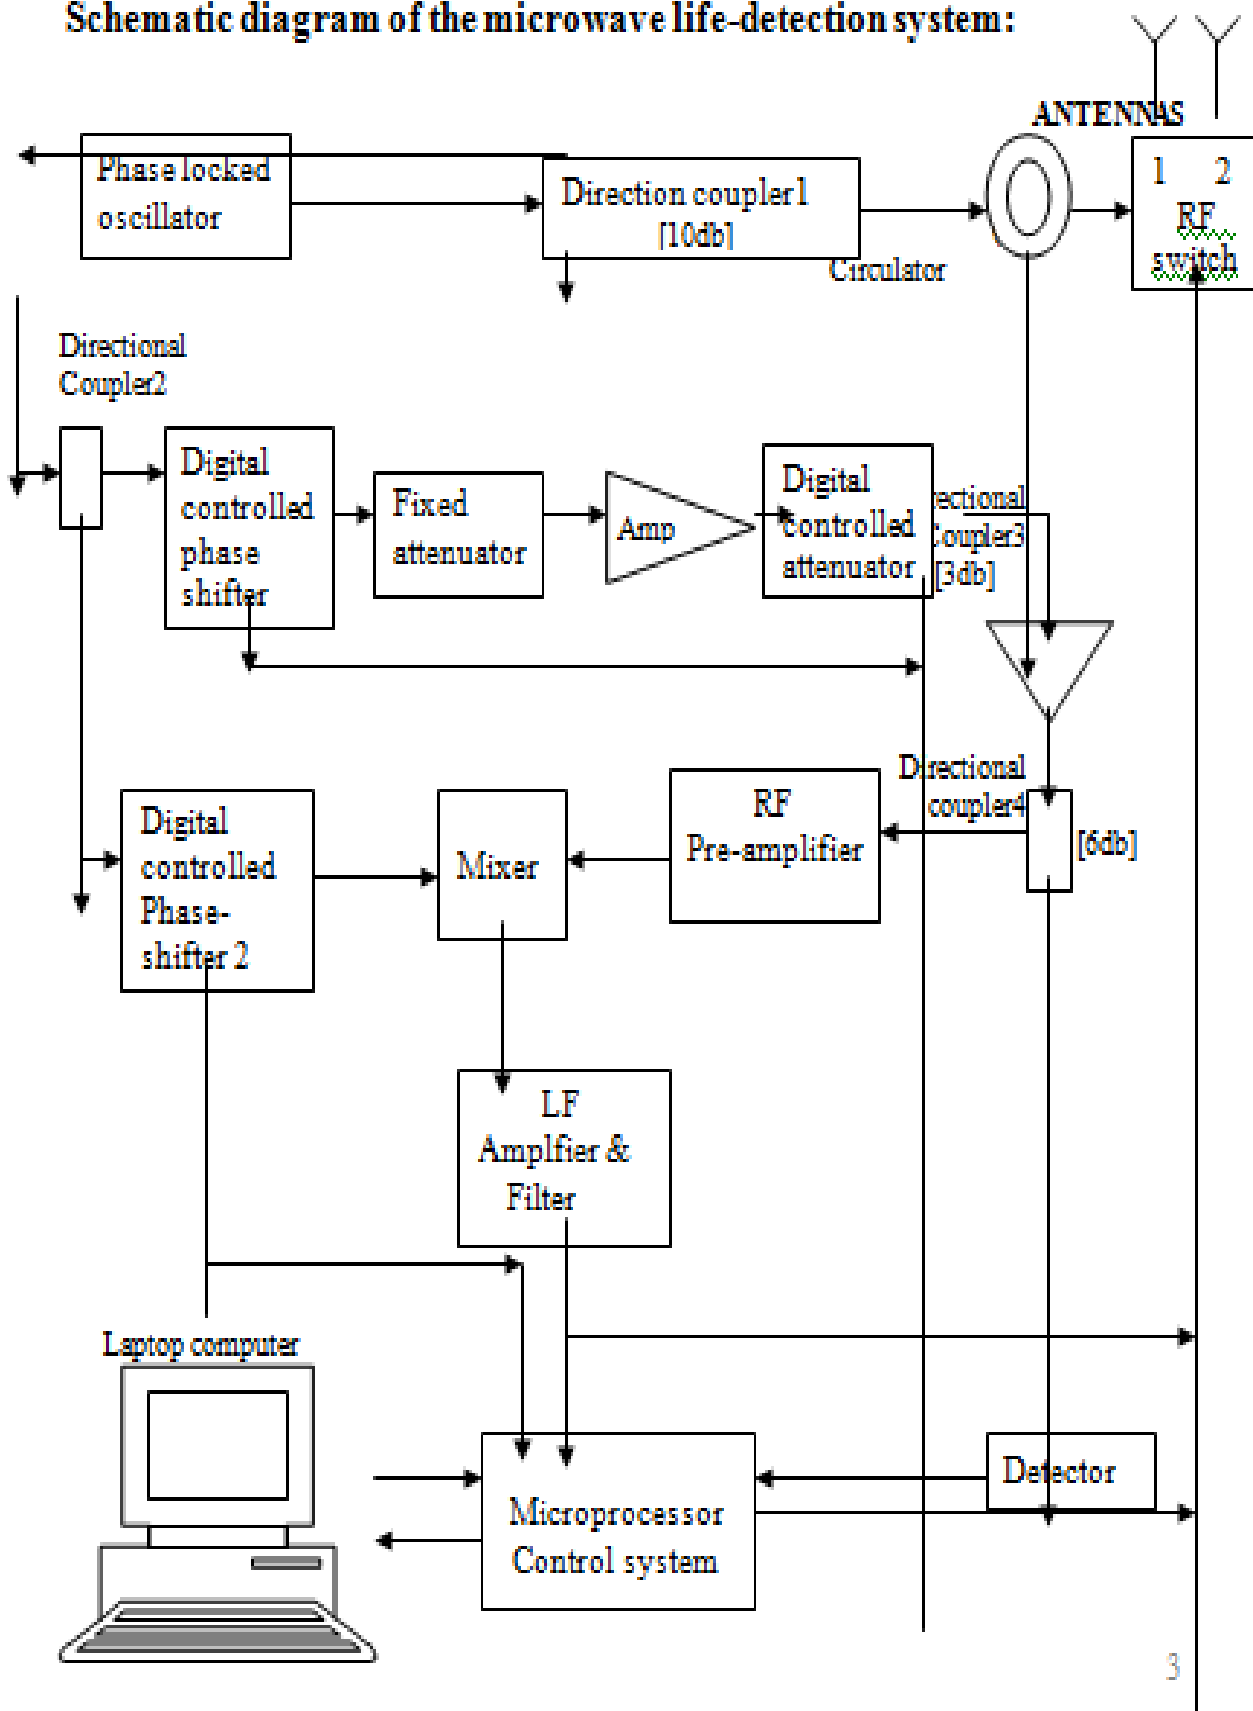 Schematic diagram of the microwave life-detection system:
ANTENNAS
Phase locked
oscillator
Direction coupler1
[10db]
1 2
RF
switch
Circulator
Directional
Coupler2
Digital
controlled
phase
shifter
Fixed
attenuator
Amp
Digital
controlled
attenuator
rectional
Coupler3
[3db]
Directional
coupler4
[6db]
RF
Pre-amplifier
Mixer
Digital
controlled
Phase-
shifter 2
LF
Amplfier &
Filter
Laptop computer
Detector
Microprocessor
Control system
3